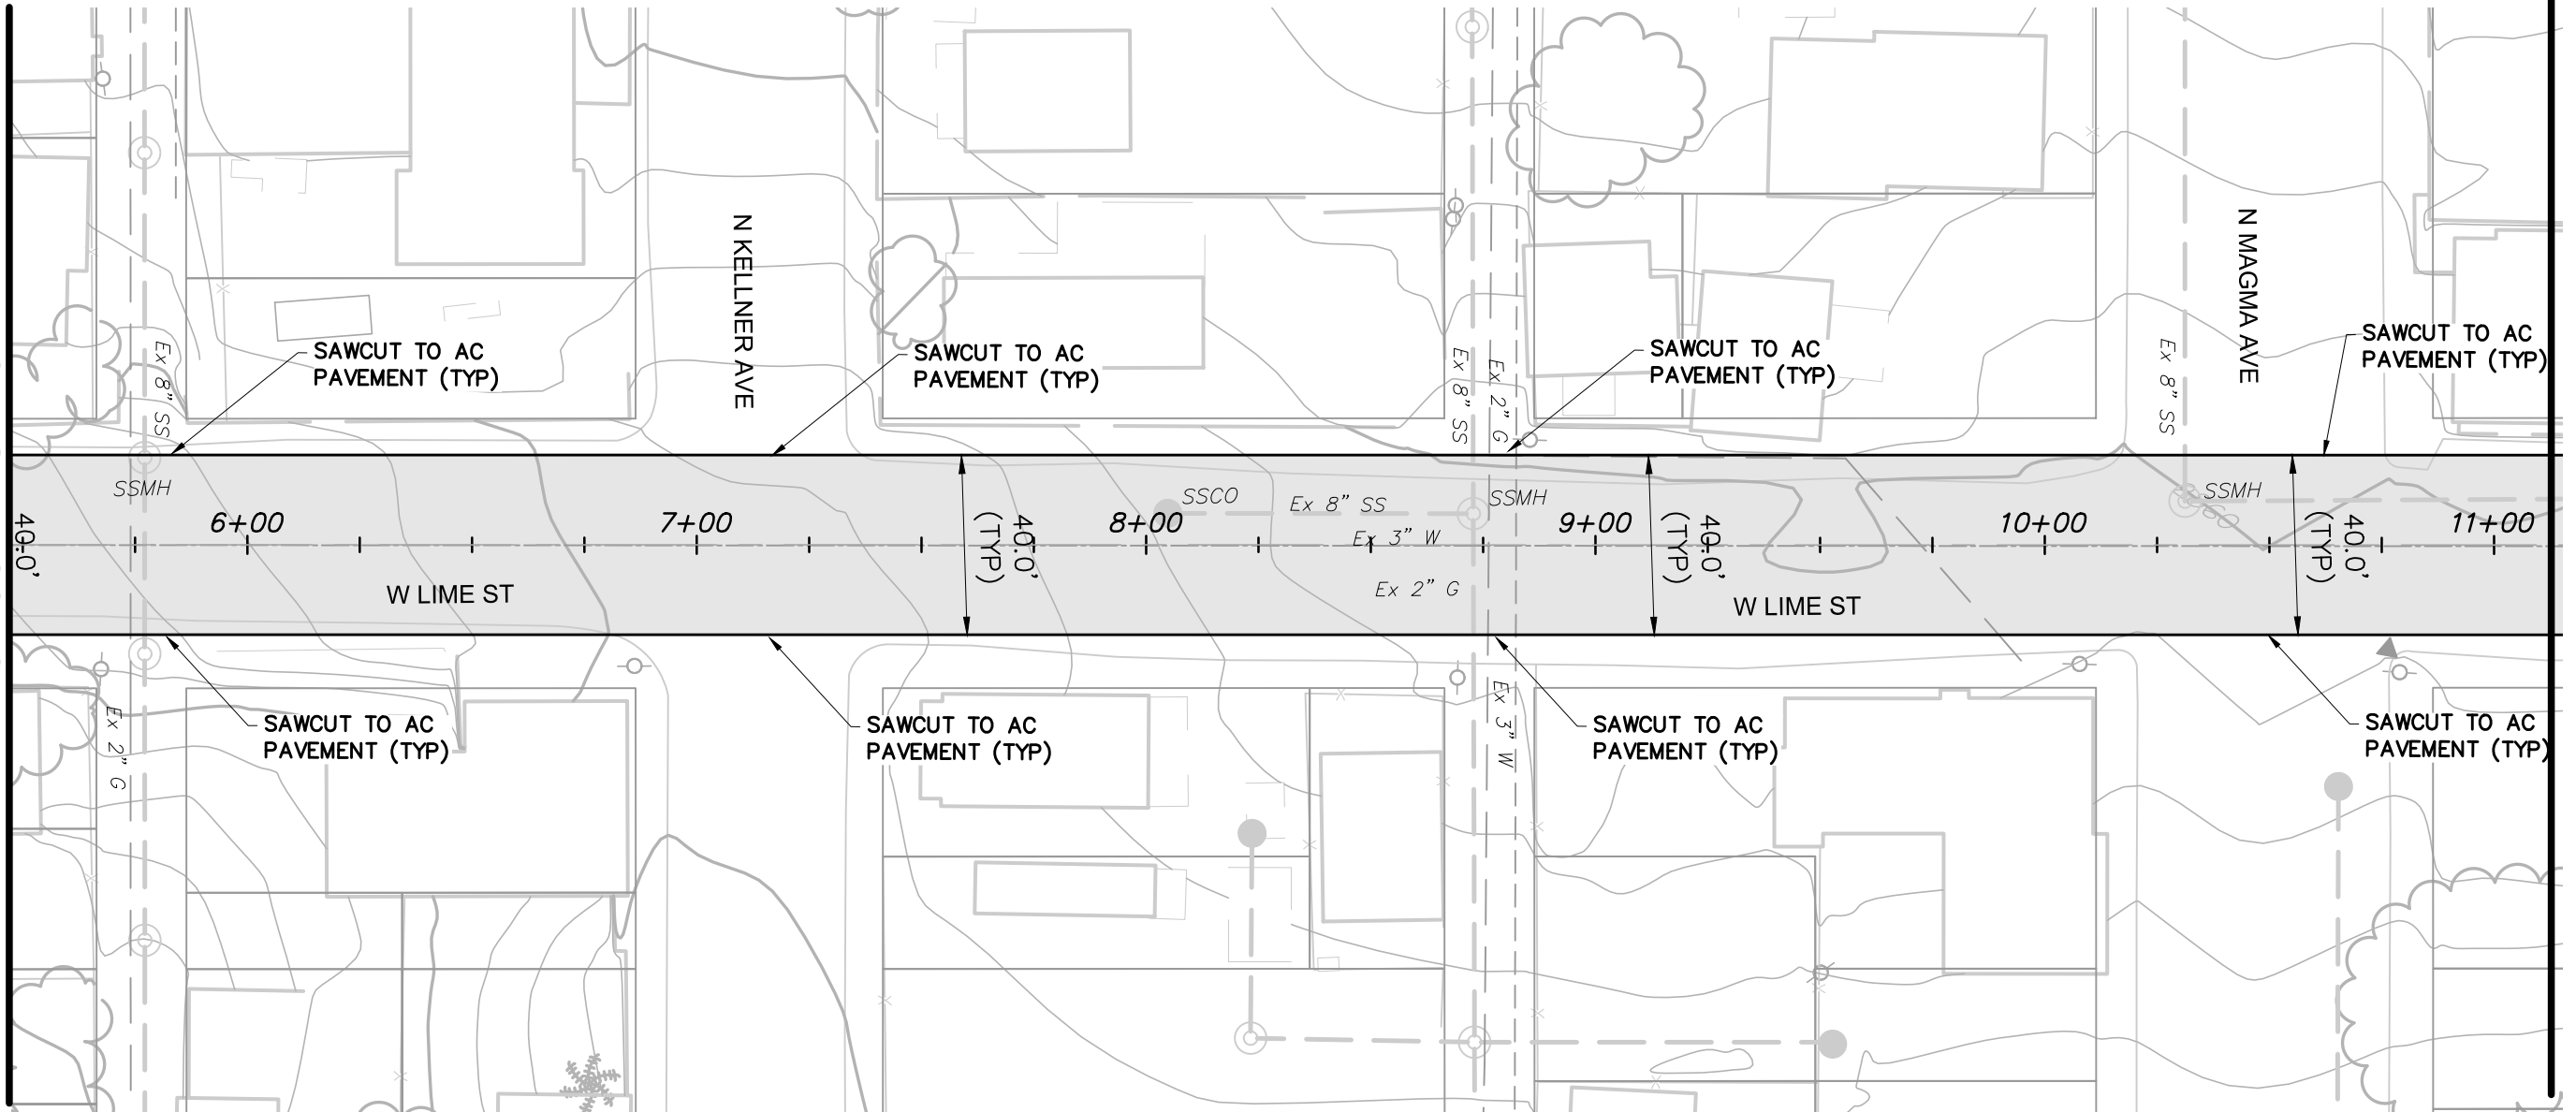 N KELLNER AVE
N MAGMA AVE
SAWCUT TO AC
PAVEMENT (TYP)
SAWCUT TO AC
PAVEMENT (TYP)
SAWCUT TO AC
PAVEMENT (TYP)
SAWCUT TO AC
PAVEMENT (TYP)
Ex 8" SS
Ex 8" SS
Ex 2" G
Ex 8" SS
SSMH
SSCO
Ex 8" SS
SSMH
SSMH
40.0'
6+00
7+00
8+00
9+00
10+00
11+00
40.0'
(TYP)
40.0'
(TYP)
40.0'
(TYP)
Ex 3" W
Ex 2" G
W LIME ST
W LIME ST
Ex 2" G
Ex 3" W
SAWCUT TO AC
PAVEMENT (TYP)
SAWCUT TO AC
PAVEMENT (TYP)
SAWCUT TO AC
PAVEMENT (TYP)
SAWCUT TO AC
PAVEMENT (TYP)